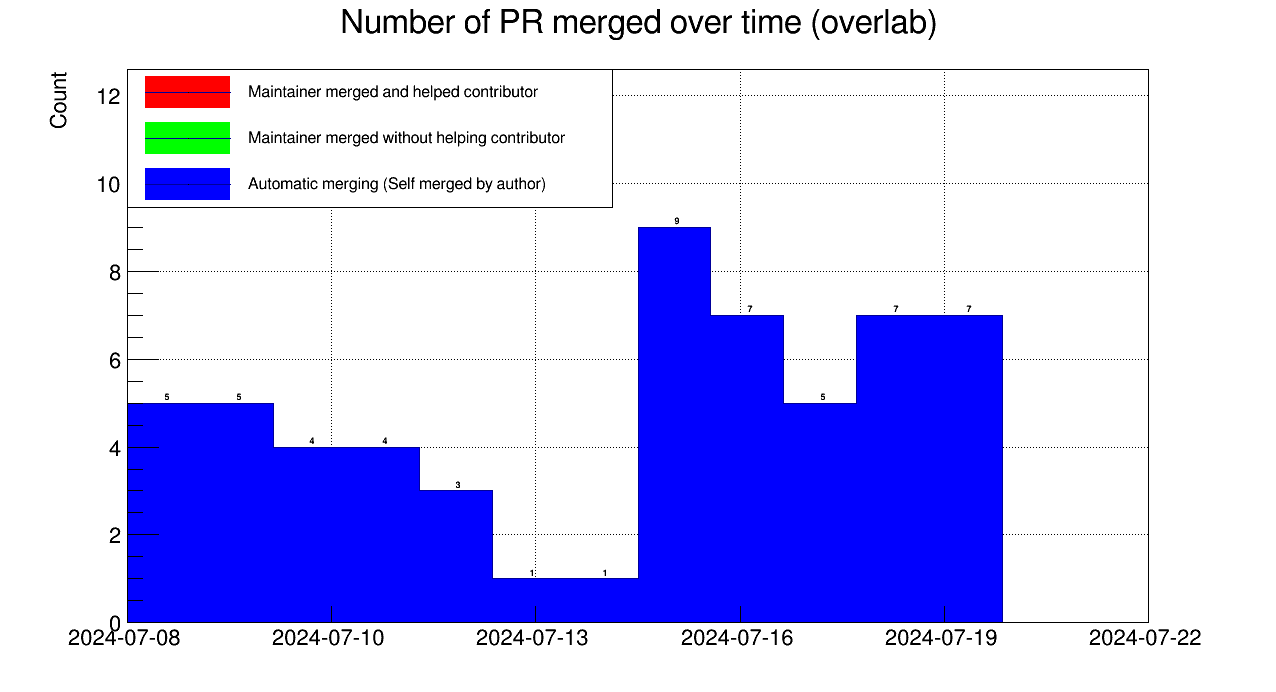 Number of PR merged over time (overlab)
Count
Maintainer merged and helped contributor
Maintainer merged without helping contributor
Automatic merging (Self merged by author)
12
10
8
6
4
2
0
5 5 4 4 3 1 1 9 7 5 7 7
2024-07-08 2024-07-10 2024-07-13 2024-07-16 2024-07-19 2024-07-22